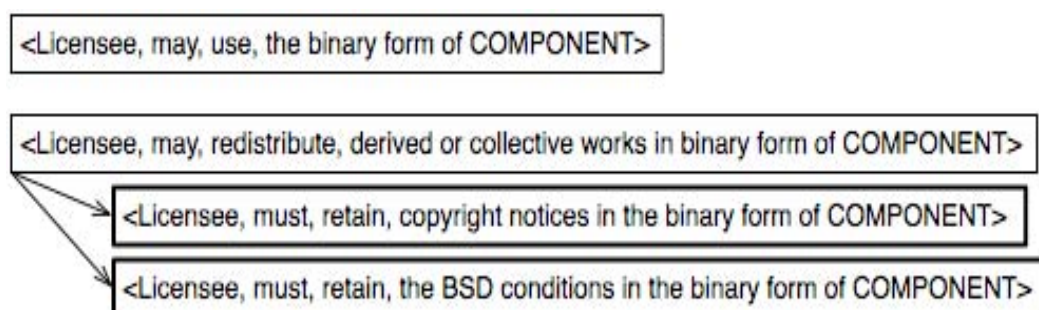 <Licensee, may, use, the binary form of COMPONENT>
<Licensee, may, redistribute, derived or collective works in binary form of COMPONENT>
<Licensee, must, retain, copyright notices in the binary form of COMPONENT>
<Licensee, must, retain, the BSD conditions in the binary form of COMPONENT>